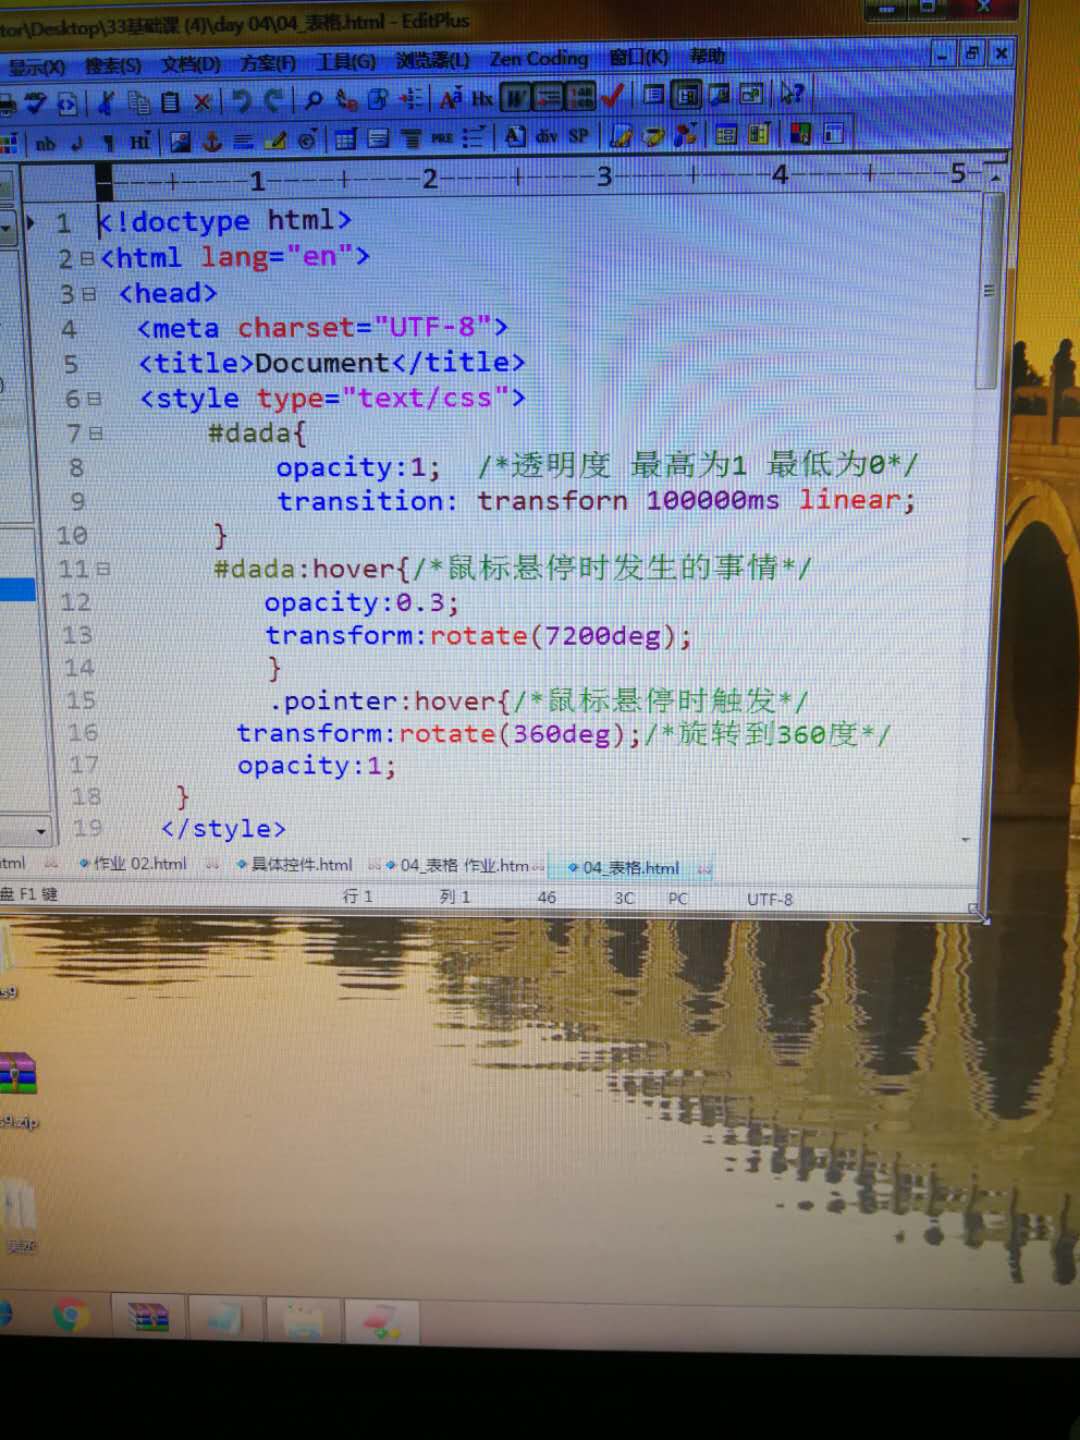 tor\Desktop\33基础课 (4)\day 04\04_表格.html - EditPlus
显示(X) 搜索(S) 文档(D) 方案(F) 工具(G) 浏览器(L) Zen Coding 窗口(K) 帮助
Hx W
nb HI PRE A div SP
1 2 3 4 5
1 <!doctype html>
2 <html lang="en">
3 <head>
4 <meta charset="UTF-8">
5 <title>Document</title>
6 <style type="text/css">
7 #dada{
8 opacity:1; /*透明度 最高为1 最低为0*/
9 transition: transforn 100000ms linear;
10 }
11 #dada:hover{/*鼠标悬停时发生的事情*/
12 opacity:0.3;
13 transform:rotate(7200deg);
14 }
15 .pointer:hover{/*鼠标悬停时触发*/
16 transform:rotate(360deg);/*旋转到360度*/
17 opacity:1;
18 }
19 </style>
tml 作业 02.html 具体控件.html 04_表格 作业.htm 04_表格.html
盘 F1 键 行 1 列 1 46 3C PC UTF-8
s9
s9.zip